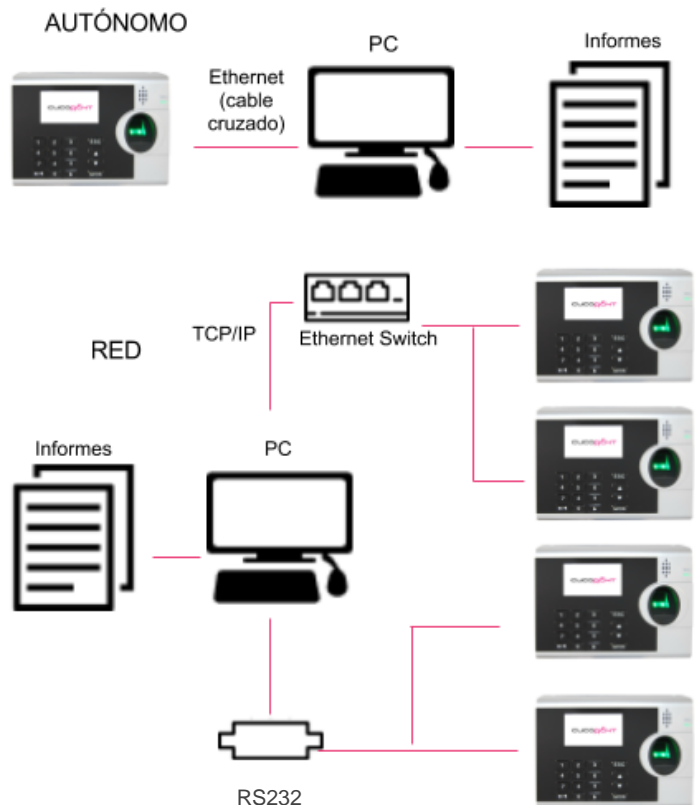 AUTÓNOMO
PC
Informes
Ethernet
(cable
cruzado)
TCP/IP
Ethernet Switch
RED
Informes
PC
RS232